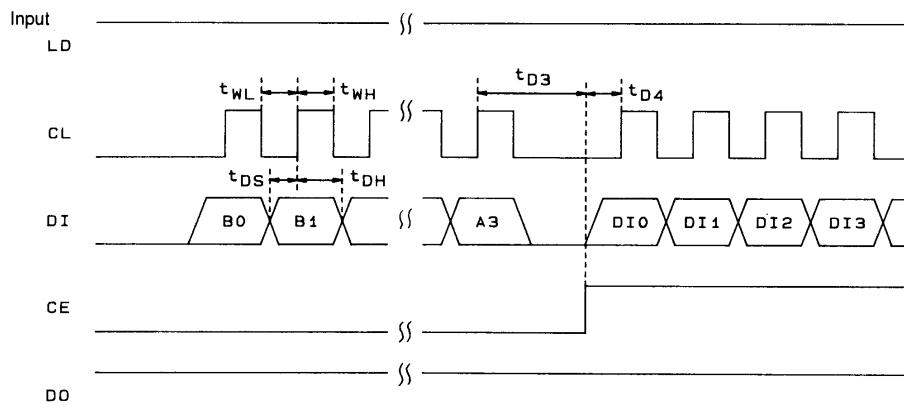 Input
LD
tD3
tWL
tWH
tD4
CL
tDS
tDH
DI
B0
B1
A3
DI0
DI1
DI2
DI3
CE
DO